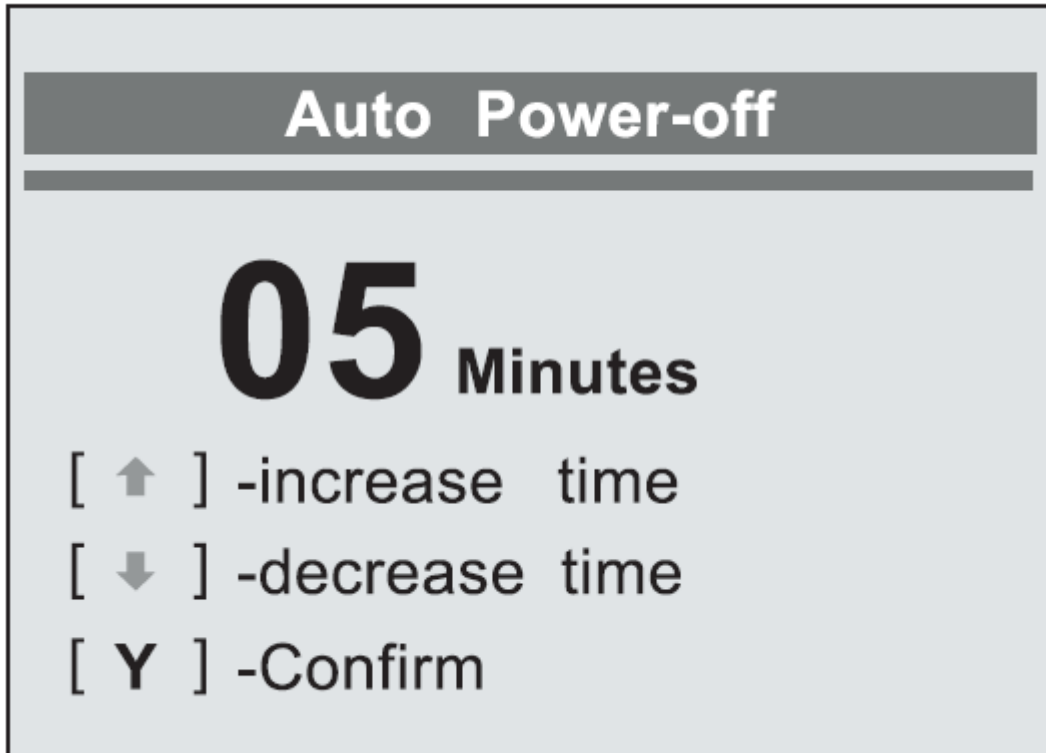 Auto Power-off
05 Minutes
[ ↑ ] -increase time
[ ↓ ] -decrease time
[ Y ] -Confirm